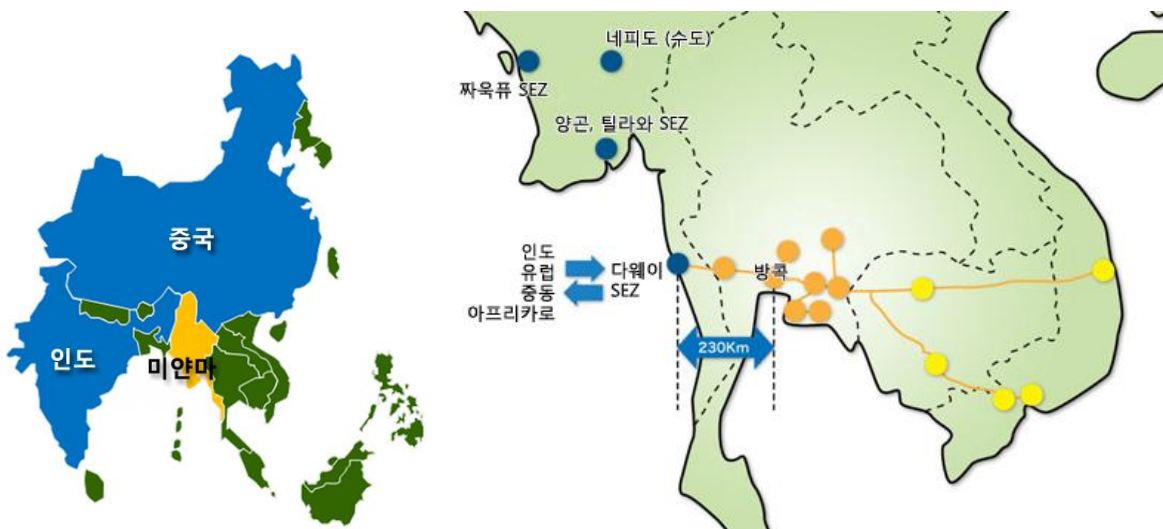 중국
인도
미얀마
네피도 (수도)
짜욱퓨 SEZ
양곤, 틸라와 SEZ
인도
유럽
중동
아프리카로
다웨이
SEZ
방콕
230Km